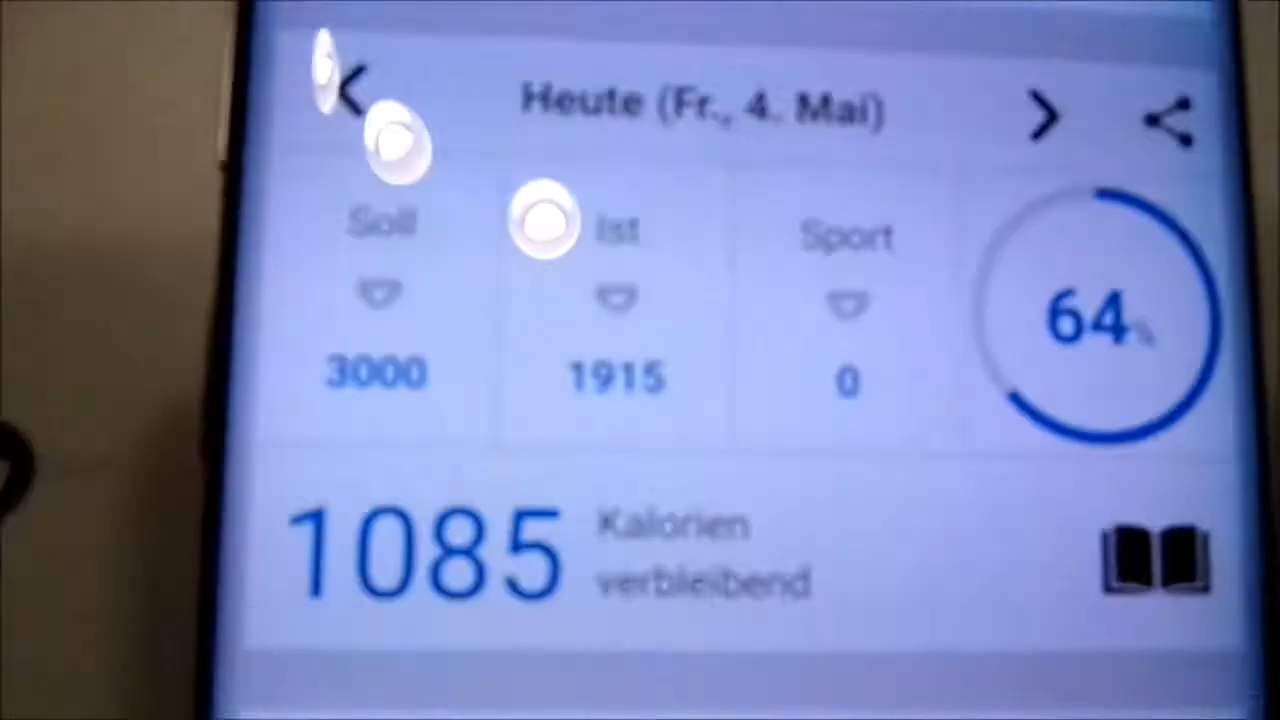 Heute (Fr., 4. Mai)
Soll Ist Sport
3000 1915 0
64%
1085 Kalorien
verbleibend